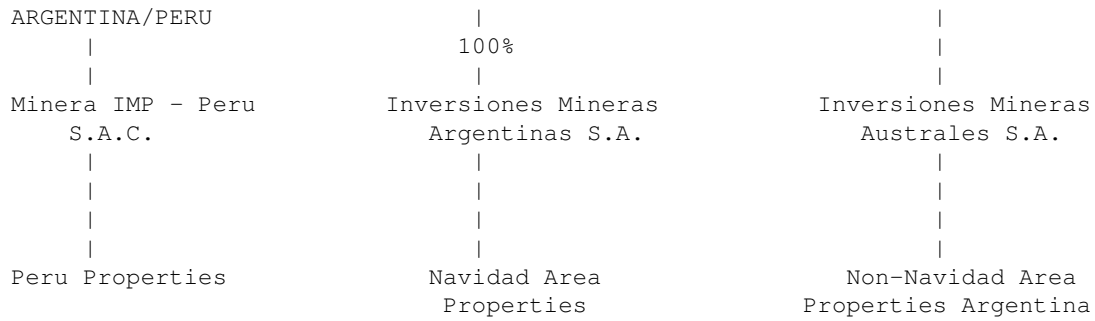 ARGENTINA/PERU | |
| 100% |
| | |
Minera IMP – Peru Inversiones Mineras Inversiones Mineras
S.A.C. Argentinas S.A. Australes S.A.
| | |
| | |
| | |
| | |
Peru Properties Navidad Area Non-Navidad Area
Properties Properties Argentina